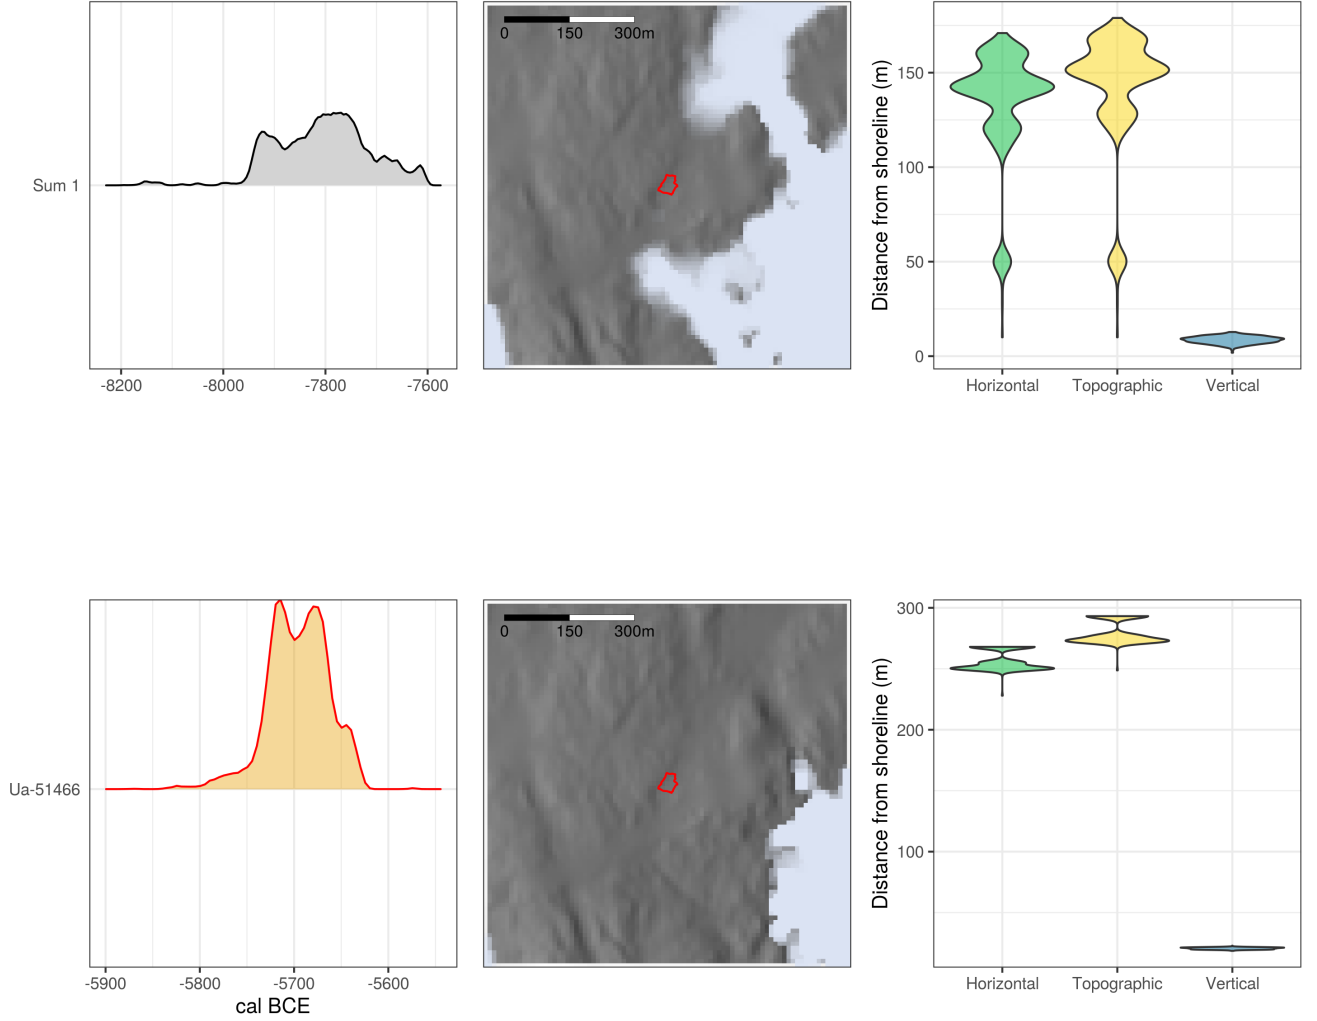 Sum 1
-8200 -8000 -7800 -7600
0 150 300m
Distance from shoreline (m)
150
100
50
0
Horizontal Topographic Vertical
Ua-51466
-5900 -5800 -5700 -5600
cal BCE
0 150 300m
Distance from shoreline (m)
300
200
100
Horizontal Topographic Vertical